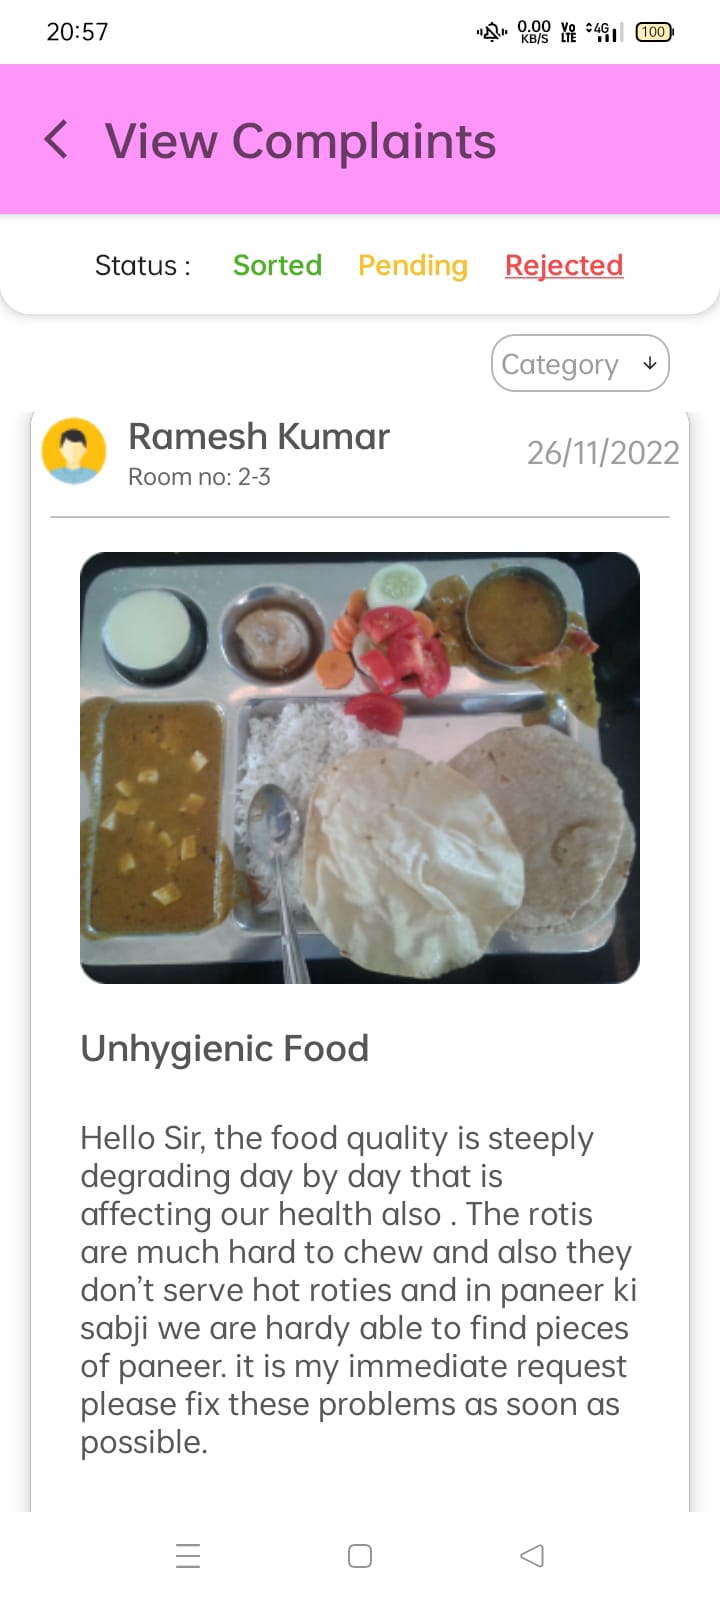 20:57 0.00 KB/S Vo LTE 4G 100
View Complaints
Status : Sorted Pending Rejected
Category
Ramesh Kumar
26/11/2022
Room no: 2-3
Unhygienic Food
Hello Sir, the food quality is steeply
degrading day by day that is
affecting our health also . The rotis
are much hard to chew and also they
don’t serve hot roties and in paneer ki
sabji we are hardy able to find pieces
of paneer. it is my immediate request
please fix these problems as soon as
possible.